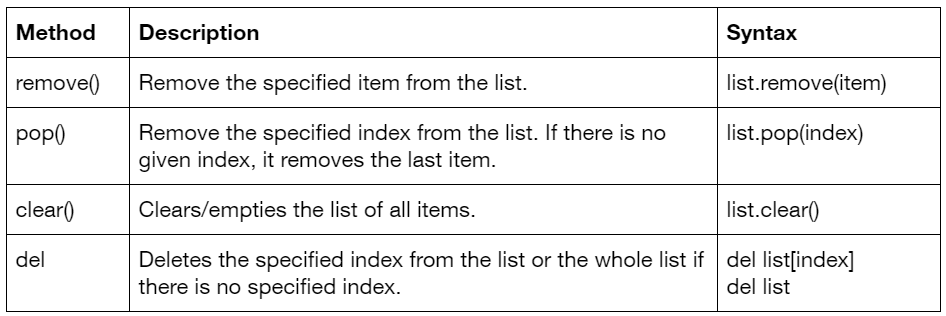 Method Description Syntax
remove() Remove the specified item from the list. list.remove(item)
pop() Remove the specified index from the list. If there is no list.pop(index)
given index, it removes the last item.
clear() Clears/empties the list of all items. list.clear()
del Deletes the specified index from the list or the whole list if del list[index]
there is no specified index. del list